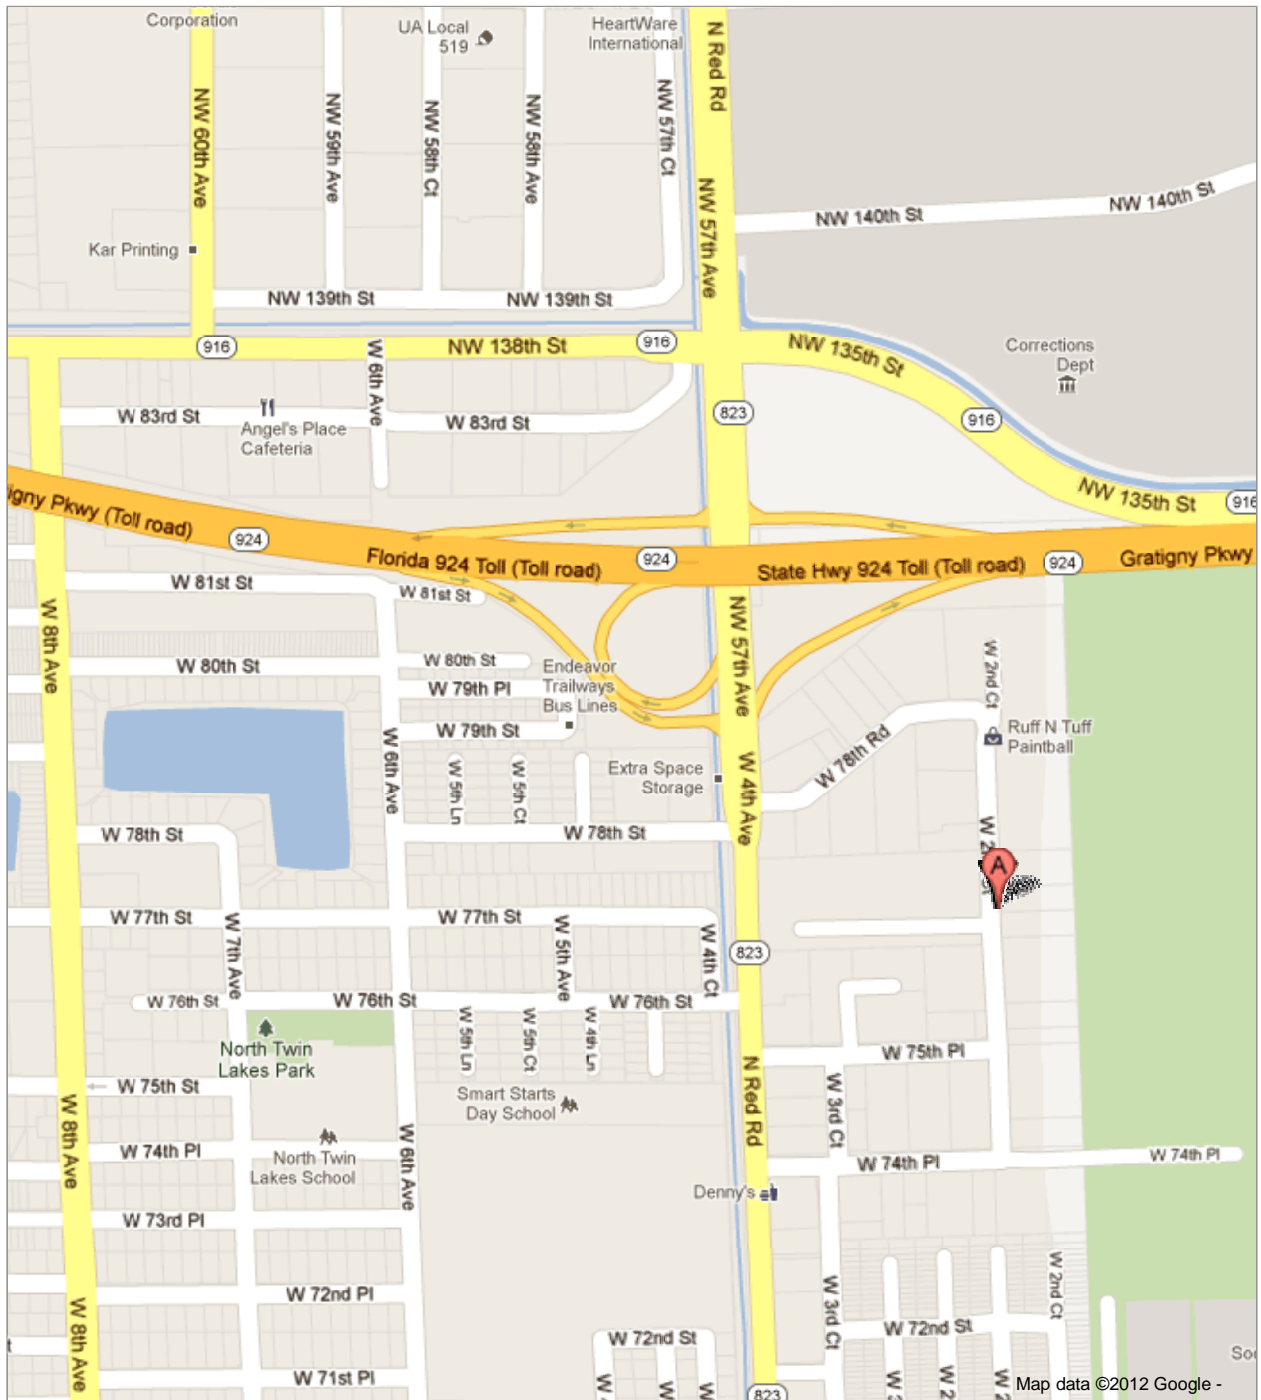 Corporation
UA Local
519
HeartWare
International
N Red Rd
NW 60th Ave
NW 59th Ave
NW 58th Ct
NW 58th Ave
NW 57th Ct
NW 57th Ave
NW 140th St
NW 140th St
Kar Printing
NW 139th St
NW 139th St
916
NW 138th St
916
NW 135th St
Corrections
Dept
W 6th Ave
W 83rd St
W 83rd St
Angel's Place
Cafeteria
823
916
NW 135th St
916
igny Pkwy (Toll road)
924
Florida 924 Toll (Toll road)
924
State Hwy 924 Toll (Toll road)
924
Gratigny Pkwy
W 81st St
W 81st St
W 8th Ave
NW 57th Ave
W 2nd Ct
W 80th St
W 80th St
Endeavor
Trailways
Bus Lines
W 79th Pl
W 79th St
W 6th Ave
W 5th Ln
W 5th Ct
Extra Space
Storage
W 4th Ave
W 78th Rd
Ruff N Tuff
Paintball
W 78th St
W 78th St
A
W 77th St
W 77th St
W 7th Ave
W 5th Ave
W 4th Ct
823
W 76th St
W 76th St
W 76th St
North Twin
Lakes Park
W 5th Ln
W 5th Ct
W 4th Ln
W 75th Pl
N Red Rd
W 3rd Ct
W 75th St
Smart Starts
Day School
W 8th Ave
W 74th Pl
North Twin
Lakes School
W 6th Ave
W 74th Pl
W 74th Pl
Denny's
W 73rd Pl
W 72nd Pl
W 3rd Ct
W 2nd Ct
W 72nd St
W 72nd St
W 8th Ave
W 71st Pl
823
Map data ©2012 Google -